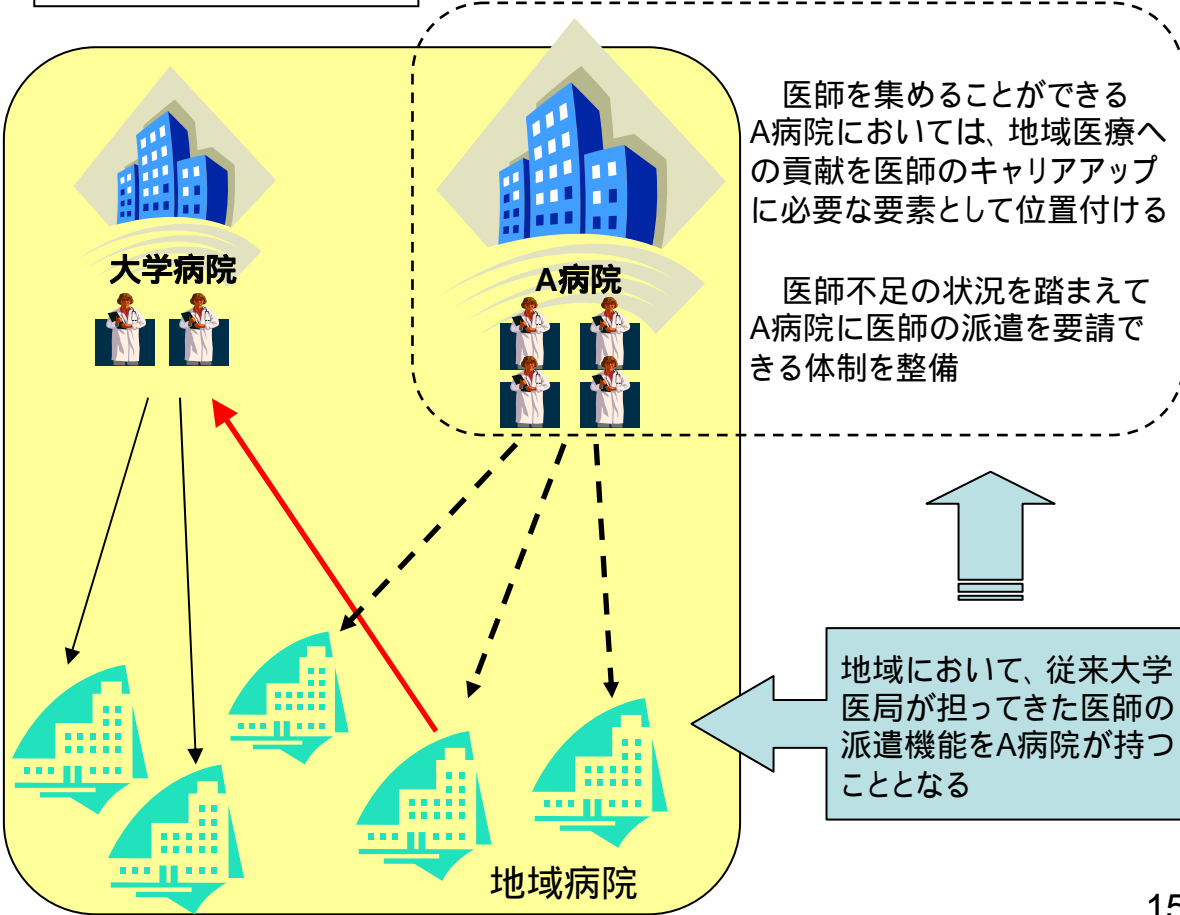 医師を集めることができる
A病院においては、地域医療へ
の貢献を医師のキャリアアップ
に必要な要素として位置付ける
医師不足の状況を踏まえて
A病院に医師の派遣を要請で
きる体制を整備
大学病院
A病院
地域において、従来大学
医局が担ってきた医師の
派遣機能をA病院が持つ
こととなる
地域病院
15